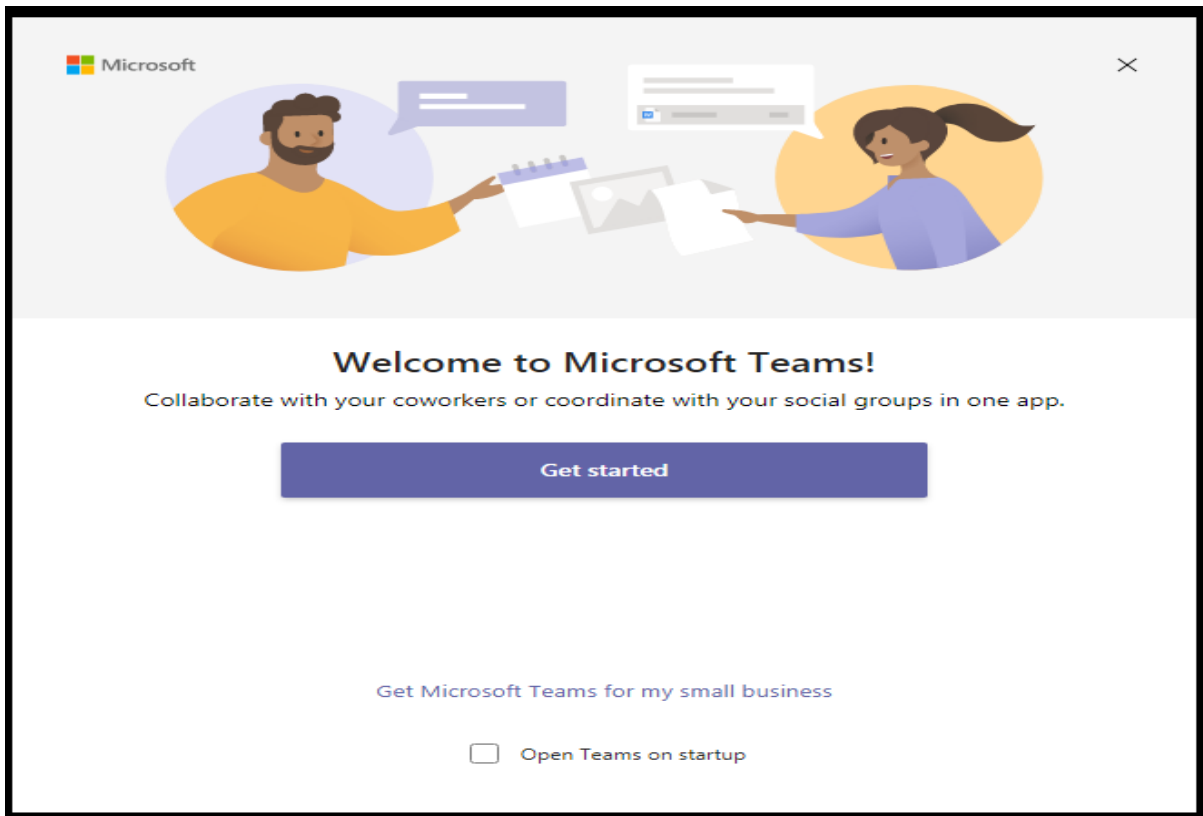 Microsoft
Welcome to Microsoft Teams!
Collaborate with your coworkers or coordinate with your social groups in one app.
Get started
Get Microsoft Teams for my small business
Open Teams on startup